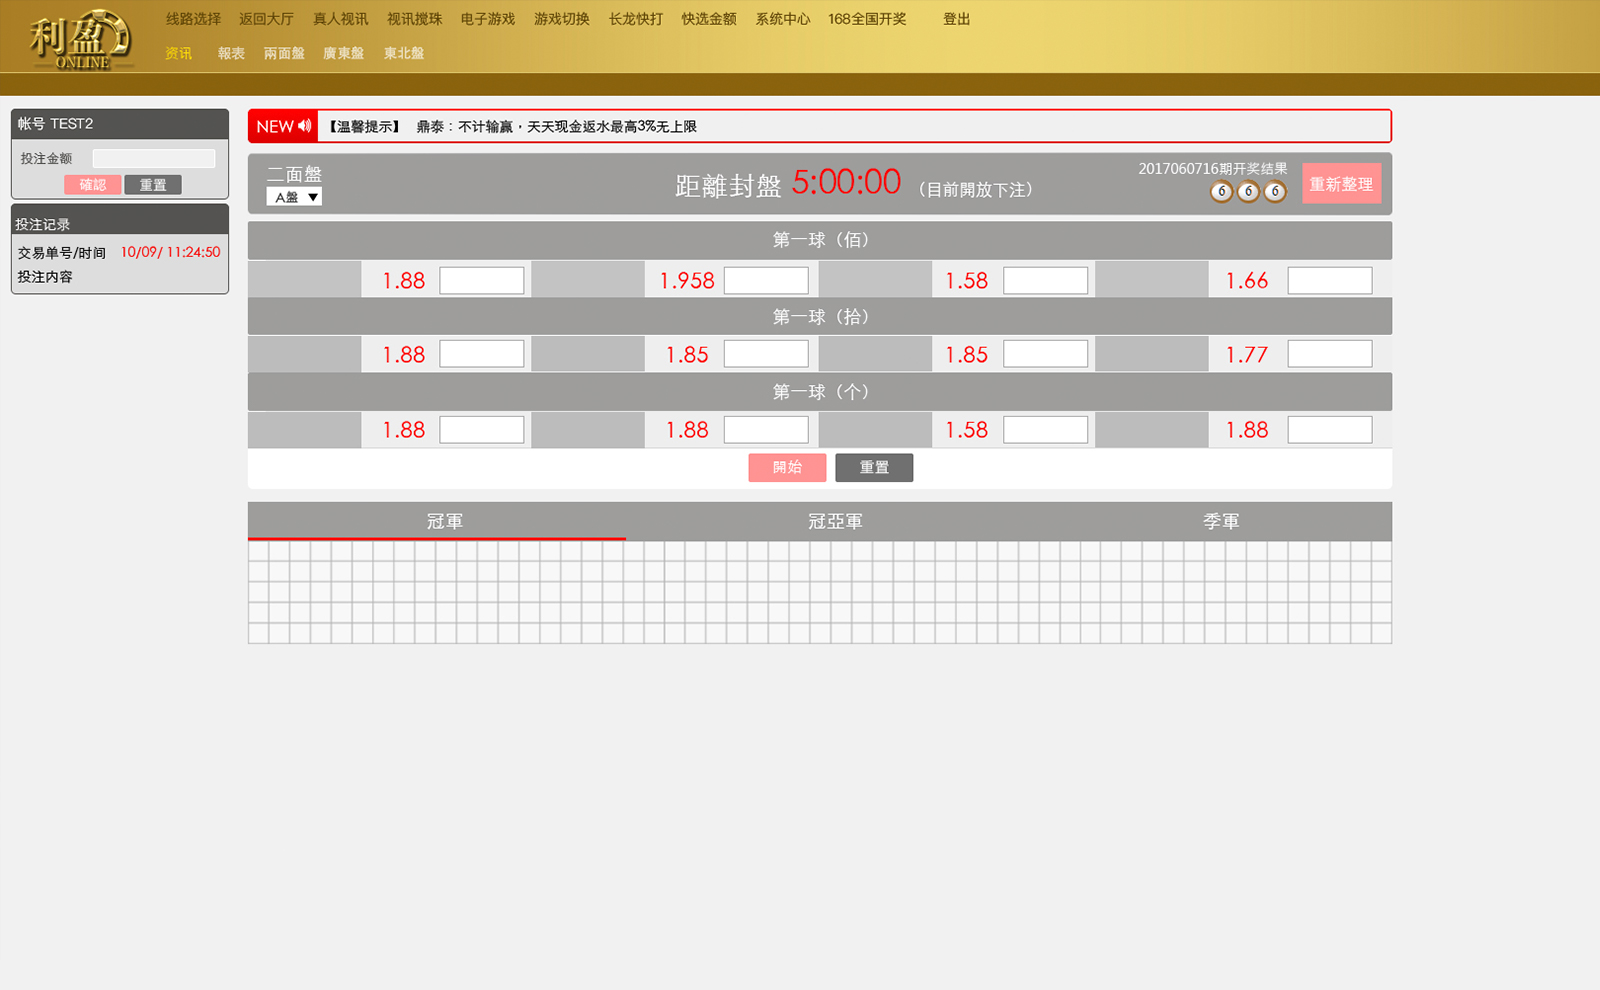 利盈
ONLINE
线路选择 返回大厅 真人视讯 视讯搅珠 电子游戏 游戏切换 长龙快打 快选金额 系统中心 168全国开奖 登出
资讯 報表 兩面盤 廣東盤 東北盤
帐号 TEST2
投注金额
確認 重置
投注记录
交易单号/时间 10/09/ 11:24:50
投注内容
NEW 【温馨提示】 鼎泰：不计输赢，天天现金返水最高3%无上限
二面盤
A盤 ▼
距離封盤 5:00:00 （目前開放下注）
2017060716期开奖结果
6 6 6
重新整理
第一球（佰）
1.88 1.958 1.58 1.66
第一球（拾）
1.88 1.85 1.85 1.77
第一球（个）
1.88 1.88 1.58 1.88
開始 重置
冠軍 冠亞軍 季軍